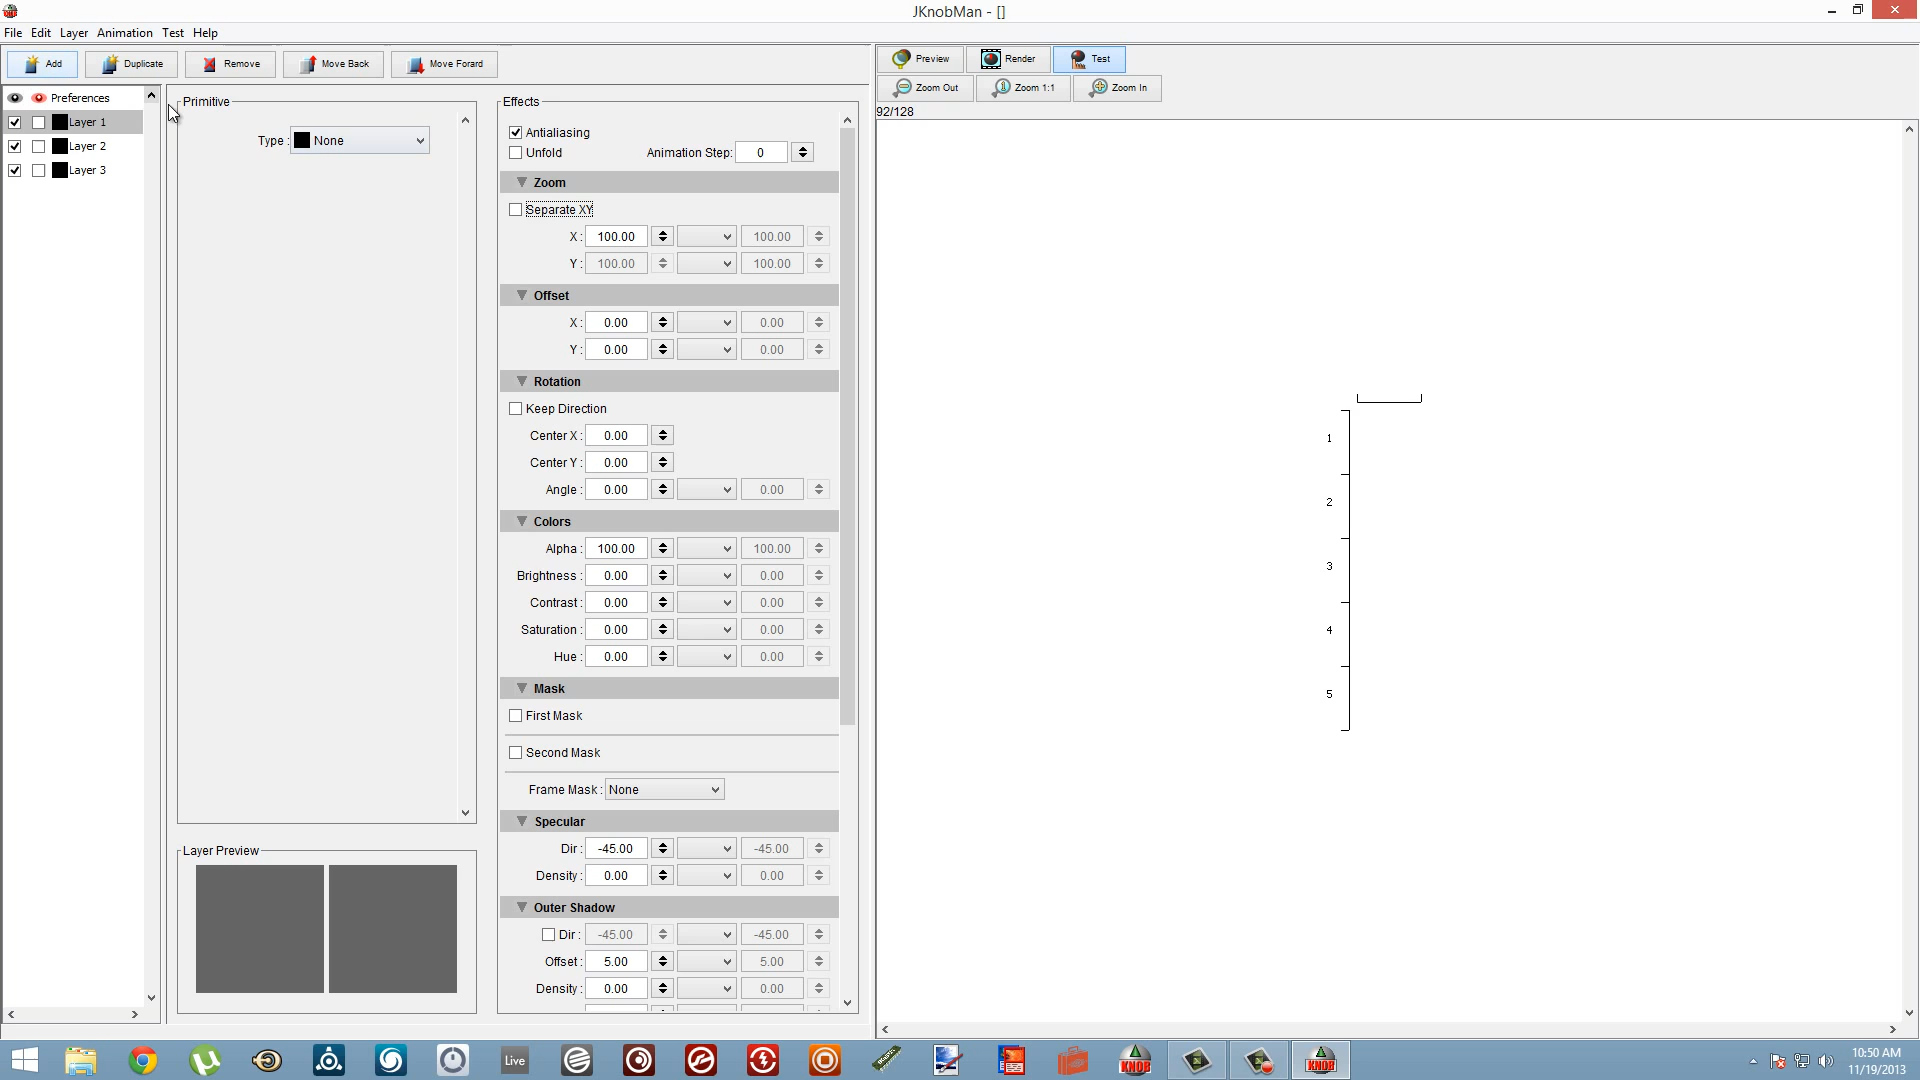 JKnobMan - []
File Edit Layer Animation Test Help
Add Duplicate Remove Move Back Move Forard
Preview Render Test
Zoom Out Zoom 1:1 Zoom In
92/128
Preferences
Layer 1
Layer 2
Layer 3
Primitive
Type : None
Layer Preview
Effects
Antialiasing
Unfold Animation Step: 0
Zoom
Separate XY
X : 100.00 100.00
Y : 100.00 100.00
Offset
X : 0.00 0.00
Y : 0.00 0.00
Rotation
Keep Direction
Center X : 0.00
Center Y : 0.00
Angle : 0.00 0.00
Colors
Alpha : 100.00 100.00
Brightness : 0.00 0.00
Contrast : 0.00 0.00
Saturation : 0.00 0.00
Hue : 0.00 0.00
Mask
First Mask
Second Mask
Frame Mask : None
Specular
Dir : -45.00 -45.00
Density : 0.00 0.00
Outer Shadow
Dir : -45.00 -45.00
Offset : 5.00 5.00
Density : 0.00 0.00
1
2
3
4
5
Live
KNOB
KNOB
10:50 AM
11/19/2013